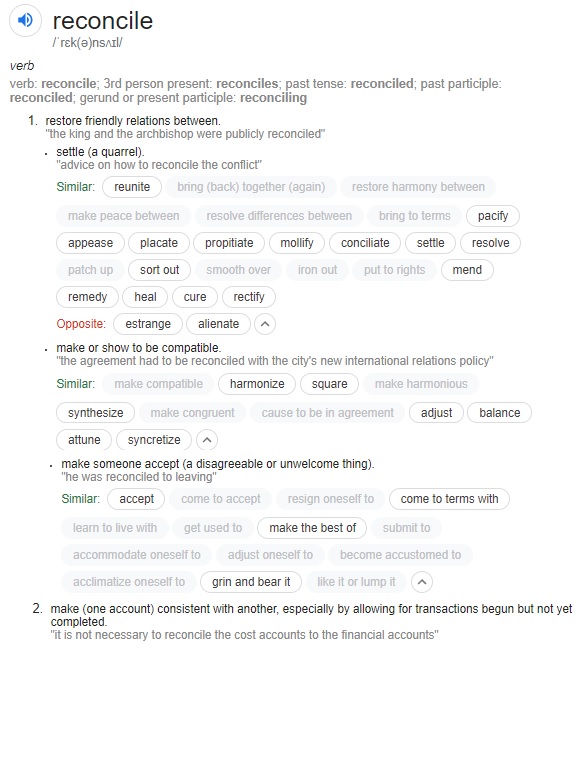 reconcile
/ˈrɛk(ə)nsʌɪl/
verb
verb: reconcile; 3rd person present: reconciles; past tense: reconciled; past participle:
reconciled; gerund or present participle: reconciling
1. restore friendly relations between.
"the king and the archbishop were publicly reconciled"
• settle (a quarrel).
"advice on how to reconcile the conflict"
Similar: reunite bring (back) together (again) restore harmony between
make peace between resolve differences between bring to terms pacify
appease placate propitiate mollify conciliate settle resolve
patch up sort out smooth over iron out put to rights mend
remedy heal cure rectify
Opposite: estrange alienate
• make or show to be compatible.
"the agreement had to be reconciled with the city's new international relations policy"
Similar: make compatible harmonize square make harmonious
synthesize make congruent cause to be in agreement adjust balance
attune syncretize
• make someone accept (a disagreeable or unwelcome thing).
"he was reconciled to leaving"
Similar: accept come to accept resign oneself to come to terms with
learn to live with get used to make the best of submit to
accommodate oneself to adjust oneself to become accustomed to
acclimatize oneself to grin and bear it like it or lump it
2. make (one account) consistent with another, especially by allowing for transactions begun but not yet
completed.
"it is not necessary to reconcile the cost accounts to the financial accounts"